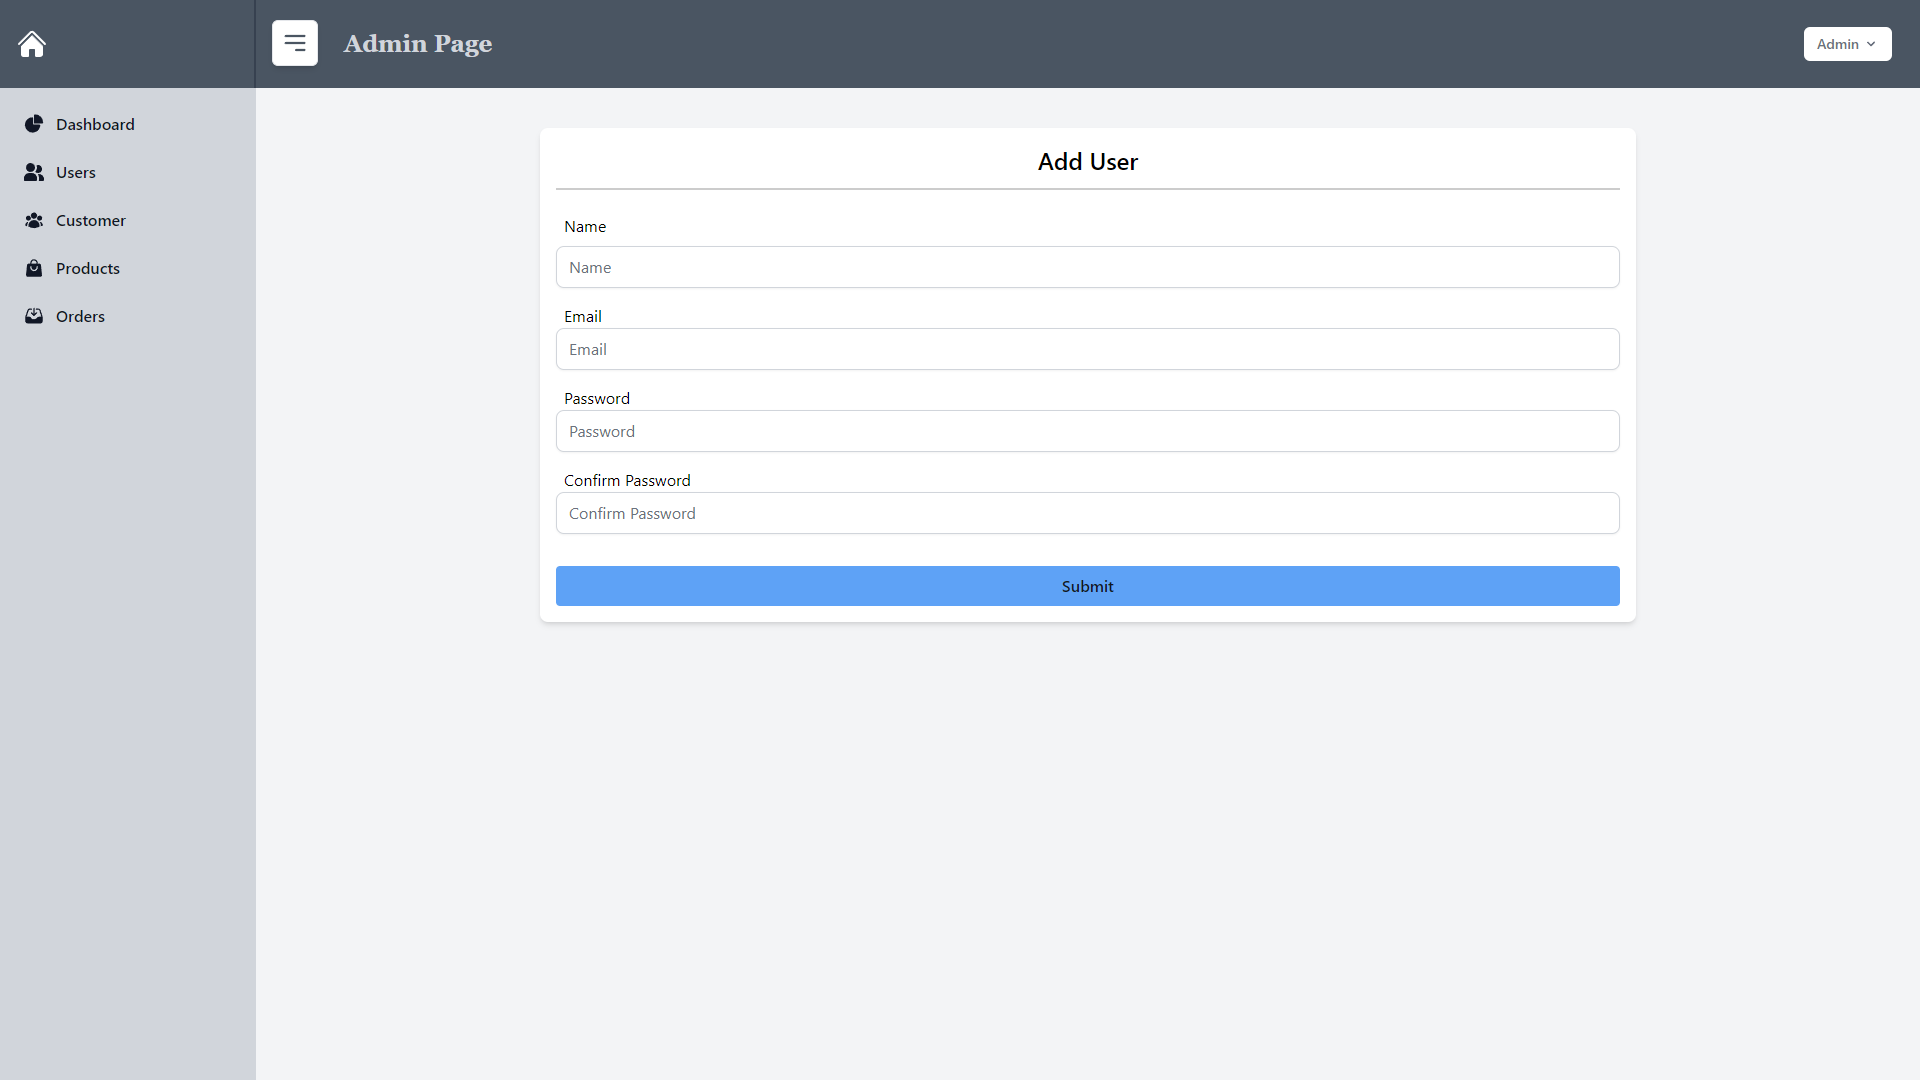 Admin Page
Admin
Dashboard
Users
Customer
Products
Orders
Add User
Name
Name
Email
Email
Password
Password
Confirm Password
Confirm Password
Submit